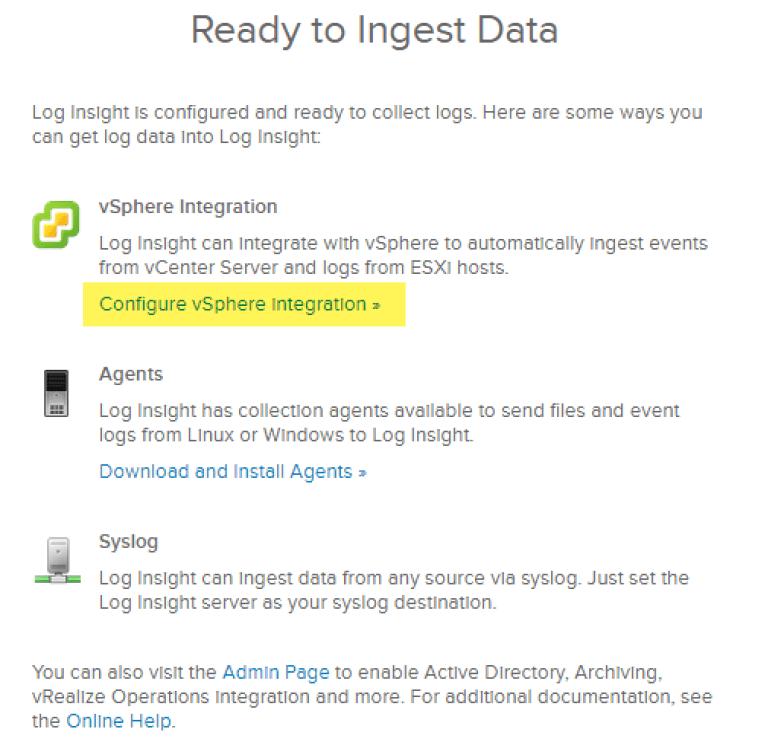 Ready to Ingest Data
Log Insight is configured and ready to collect logs. Here are some ways you
can get log data into Log Insight:
vSphere Integration
Log Insight can integrate with vSphere to automatically ingest events
from vCenter Server and logs from ESXi hosts.
Configure vSphere integration »
Agents
Log Insight has collection agents available to send files and event
logs from Linux or Windows to Log Insight.
Download and Install Agents »
Syslog
Log Insight can ingest data from any source via syslog. Just set the
Log Insight server as your syslog destination.
You can also visit the Admin Page to enable Active Directory, Archiving,
vRealize Operations integration and more. For additional documentation, see
the Online Help.